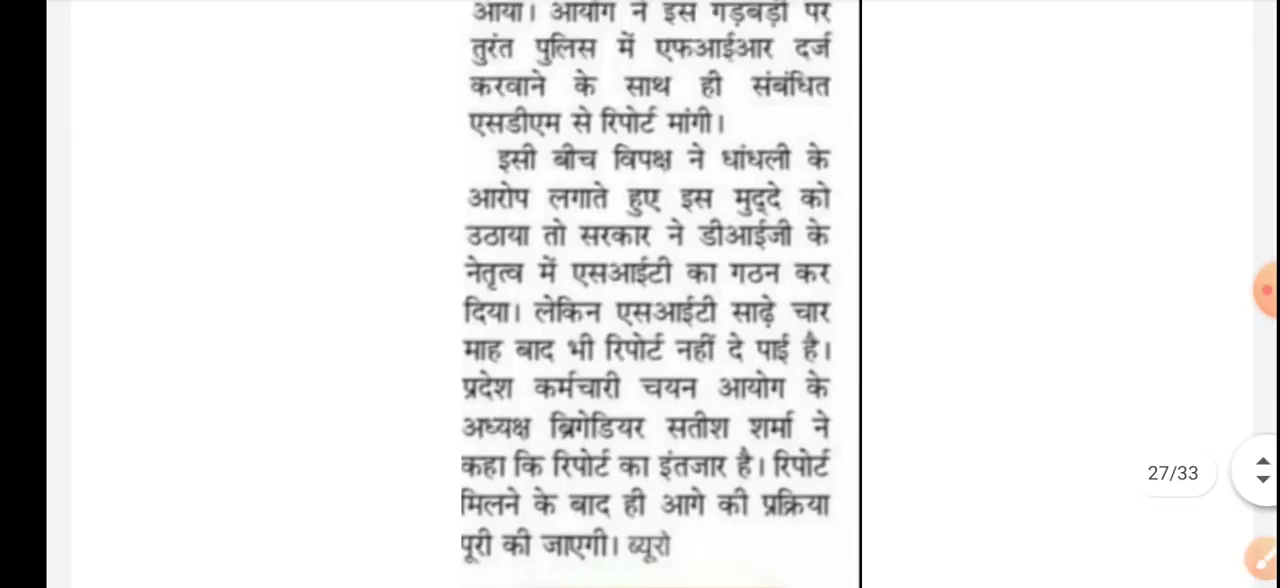 आया। आयोग ने इस गड़बड़ी पर
तुरंत पुलिस में एफआईआर दर्ज
करवाने के साथ ही संबंधित
एसडीएम से रिपोर्ट मांगी।
इसी बीच विपक्ष ने धांधली के
आरोप लगाते हुए इस मुद्दे को
उठाया तो सरकार ने डीआईजी के
नेतृत्व में एसआईटी का गठन कर
दिया। लेकिन एसआईटी साढ़े चार
माह बाद भी रिपोर्ट नहीं दे पाई है।
प्रदेश कर्मचारी चयन आयोग के
अध्यक्ष ब्रिगेडियर सतीश शर्मा ने
कहा कि रिपोर्ट का इंतजार है। रिपोर्ट
मिलने के बाद ही आगे की प्रक्रिया
पूरी की जाएगी। ब्यूरो
27/33